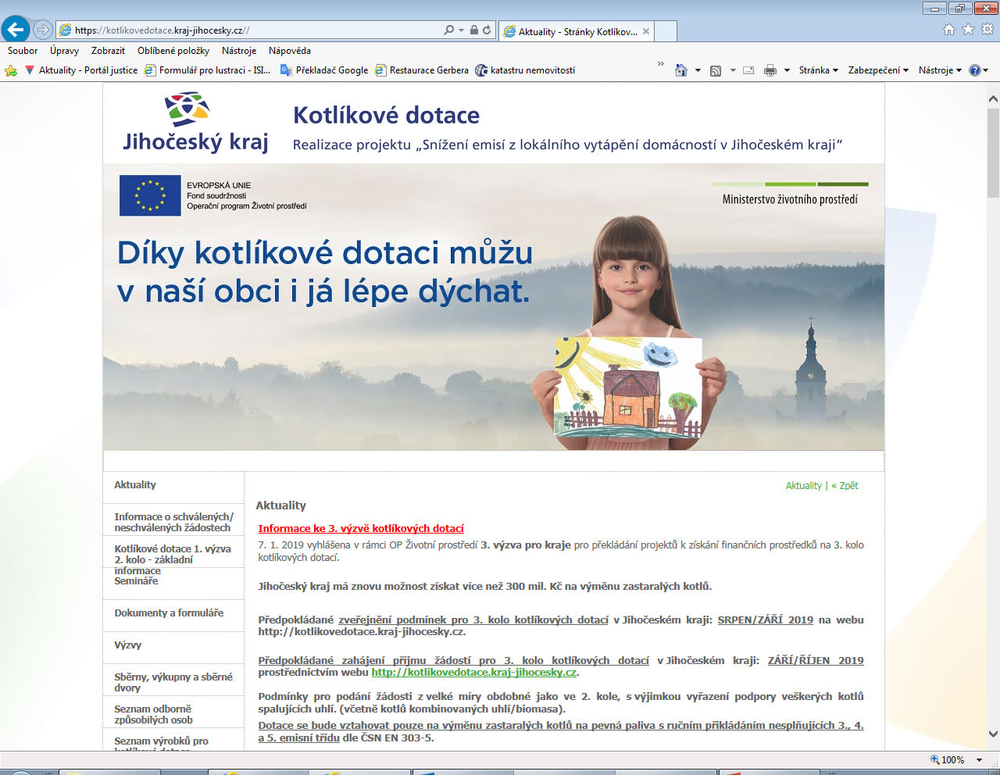 https://kotlikovedotace.kraj-jihocesky.cz//
Aktuality - Stránky Kotlíkov...
Soubor Úpravy Zobrazit Oblíbené položky Nástroje Nápověda
Aktuality - Portál justice Formulář pro lustraci - ISI... Překladač Google Restaurace Gerbera katastru nemovitostí » Stránka Zabezpečení Nástroje
Jihočeský kraj
Kotlíkové dotace
Realizace projektu „Snížení emisí z lokálního vytápění domácností v Jihočeském kraji“
EVROPSKÁ UNIE
Fond soudržnosti
Operační program Životní prostředí
Ministerstvo životního prostředí
Díky kotlíkové dotaci můžu
v naší obci i já lépe dýchat.
Aktuality
Informace o schválených/
neschválených žádostech
Kotlíkové dotace 1. výzva
2. kolo - základní
informace
Semináře
Dokumenty a formuláře
Výzvy
Sběrny, výkupny a sběrné
dvory
Seznam odborně
způsobilých osob
Seznam výrobků pro
kotlíkové dotace
Aktuality | « Zpět
Aktuality
Informace ke 3. výzvě kotlíkových dotací
7. 1. 2019 vyhlášena v rámci OP Životní prostředí 3. výzva pro kraje pro překládání projektů k získání finančních prostředků na 3. kolo
kotlíkových dotací.
Jihočeský kraj má znovu možnost získat více než 300 mil. Kč na výměnu zastaralých kotlů.
Předpokládané zveřejnění podmínek pro 3. kolo kotlíkových dotací v Jihočeském kraji: SRPEN/ZÁŘÍ 2019 na webu
http://kotlikovedotace.kraj-jihocesky.cz.
Předpokládané zahájení příjmu žádostí pro 3. kolo kotlíkových dotací v Jihočeském kraji: ZÁŘÍ/ŘÍJEN 2019
prostřednictvím webu http://kotlikovedotace.kraj-jihocesky.cz.
Podmínky pro podání žádosti z velké míry obdobné jako ve 2. kole, s výjimkou vyřazení podpory veškerých kotlů
spalujících uhlí. (včetně kotlů kombinovaných uhlí/biomasa).
Dotace se bude vztahovat pouze na výměnu zastaralých kotlů na pevná paliva s ručním přikládáním nesplňujících 3., 4.
a 5. emisní třídu dle ČSN EN 303-5.
100%